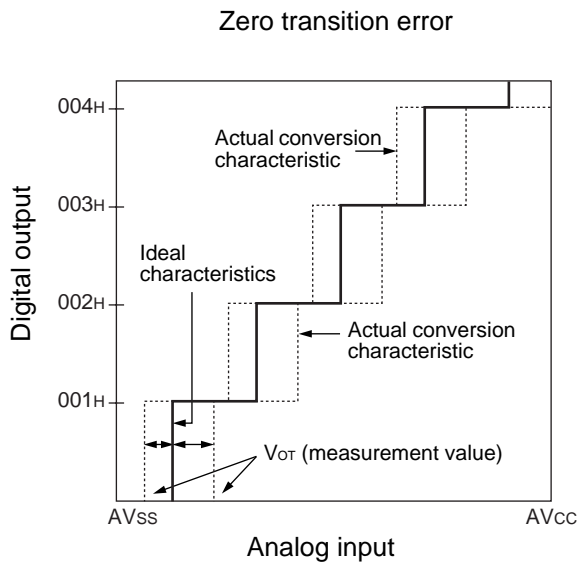 Zero transition error
004H
Actual conversion
characteristic
003H
Ideal
characteristics
002H
Actual conversion
characteristic
001H
VOT (measurement value)
AVSS
AVCC
Analog input
Digital output